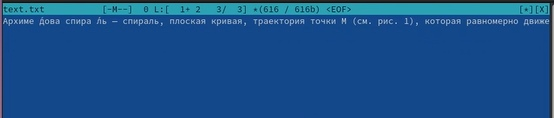 text.txt [-M--] 0 L:[ 1+ 2 3/ 3] *(616 / 616b) <EOF> [*][X]
Архиме́дова спира́ль — спираль, плоская кривая, траектория точки M (см. рис. 1), которая равномерно движе